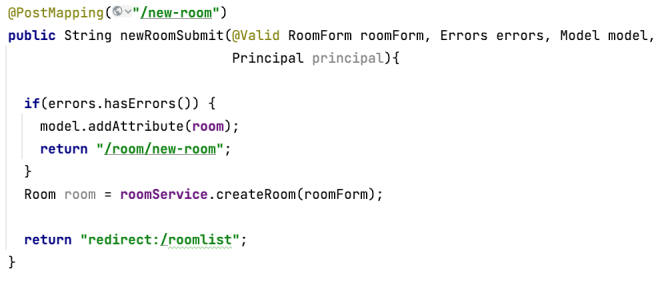 @PostMapping("/new-room")
public String newRoomSubmit(@Valid RoomForm roomForm, Errors errors, Model model,
Principal principal){
if(errors.hasErrors()) {
model.addAttribute(room);
return "/room/new-room";
}
Room room = roomService.createRoom(roomForm);
return "redirect:/roomlist";
}